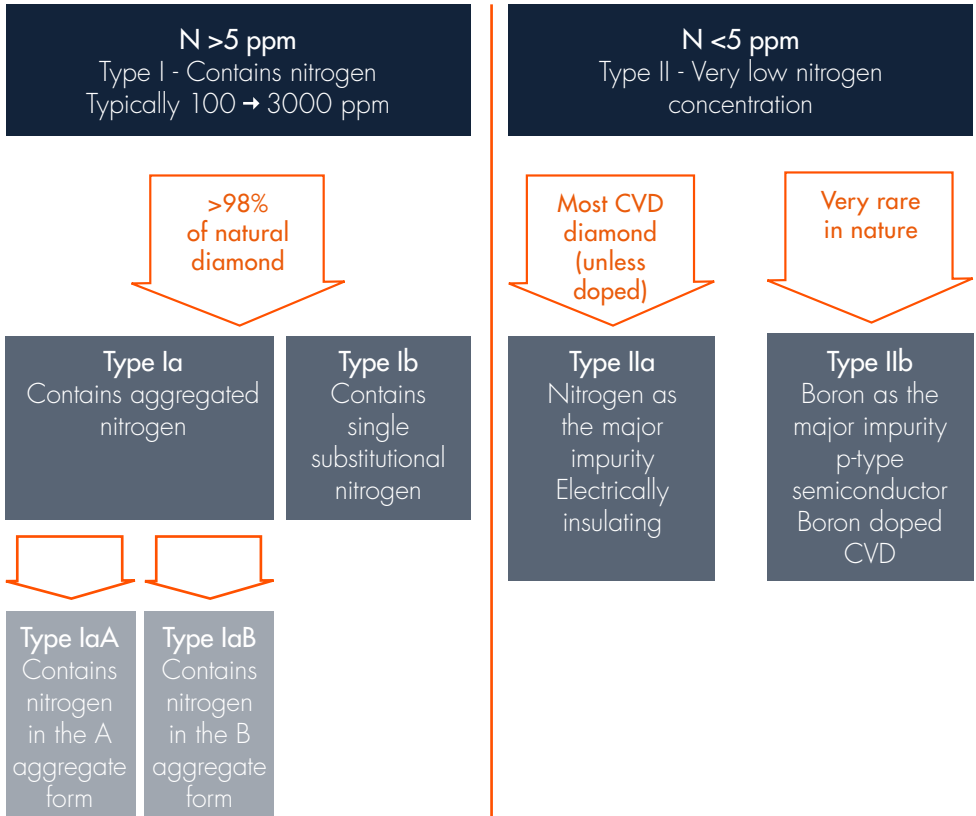 N >5 ppm
Type I - Contains nitrogen
Typically 100 → 3000 ppm
N <5 ppm
Type II - Very low nitrogen
concentration
>98%
of natural
diamond
Most CVD
diamond
(unless
doped)
Very rare
in nature
Type Ia
Contains aggregated
nitrogen
Type Ib
Contains
single
substitutional
nitrogen
Type IIa
Nitrogen as
the major
impurity
Electrically
insulating
Type IIb
Boron as the
major impurity
p-type
semiconductor
Boron doped
CVD
Type IaA
Contains
nitrogen
in the A
aggregate
form
Type IaB
Contains
nitrogen
in the B
aggregate
form